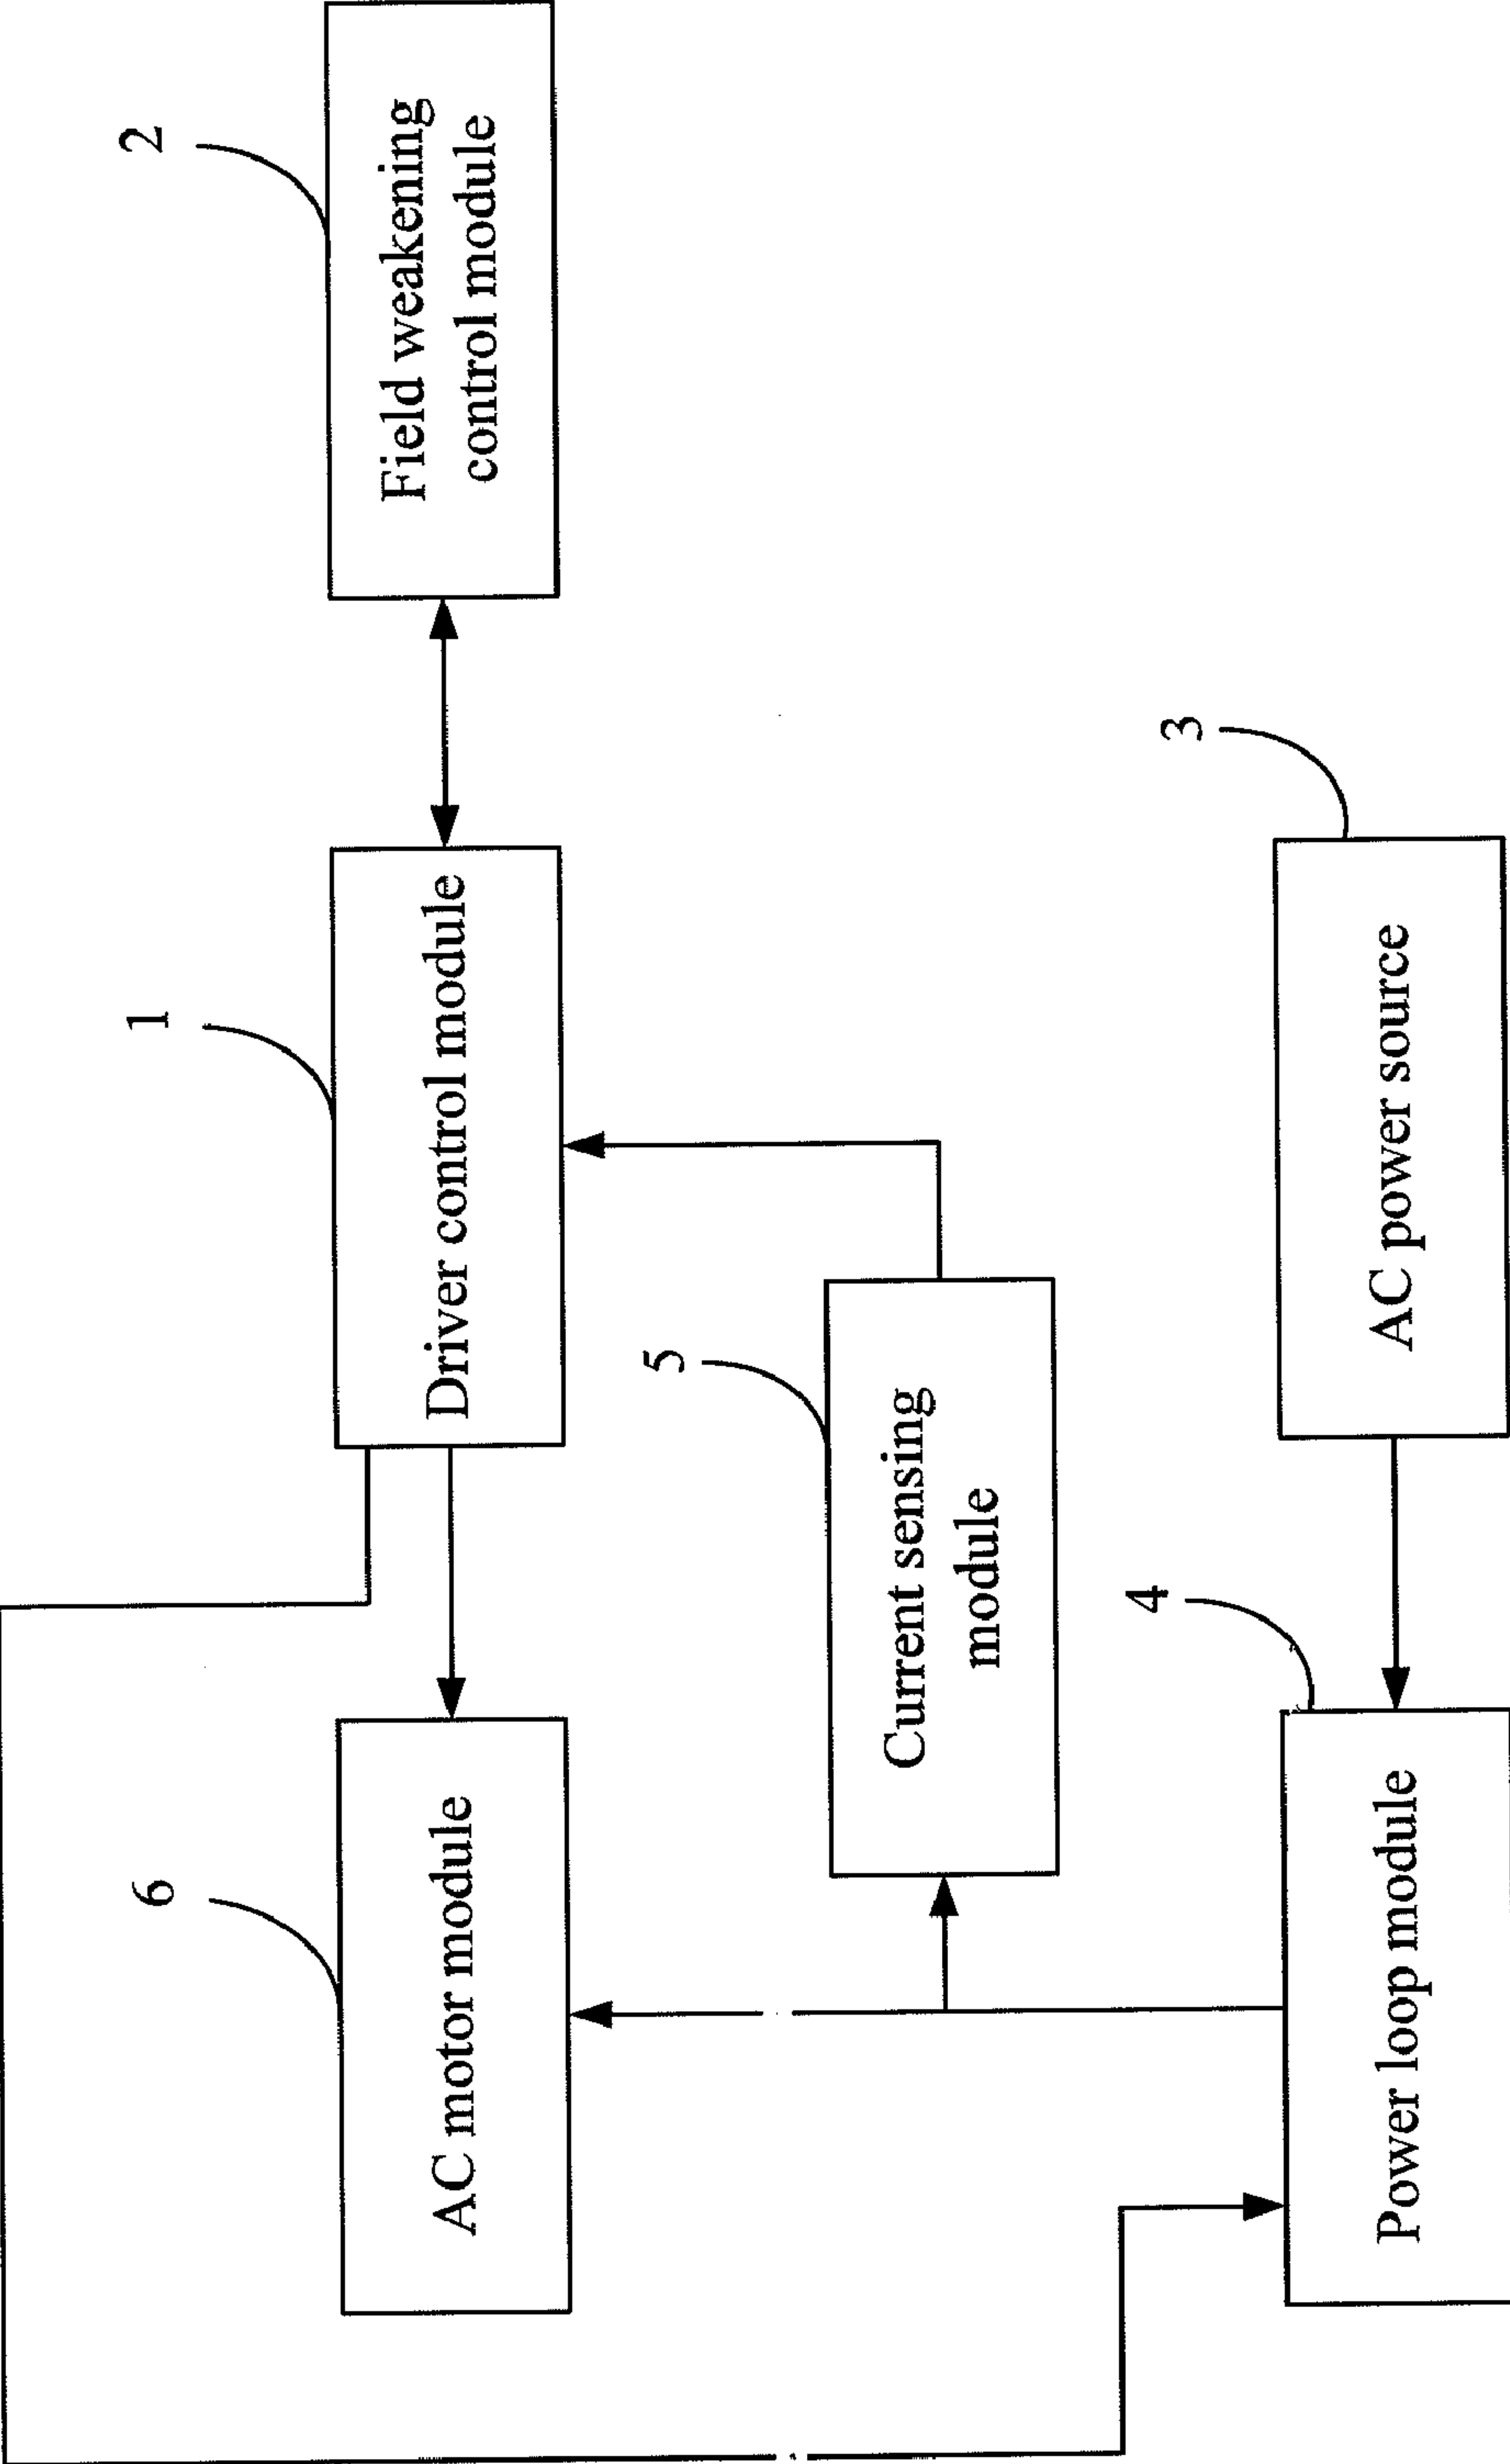 6
AC motor module
1
Driver control module
2
Field weakening
control module
5
Current sensing
module
4
Power loop module
3
AC power source